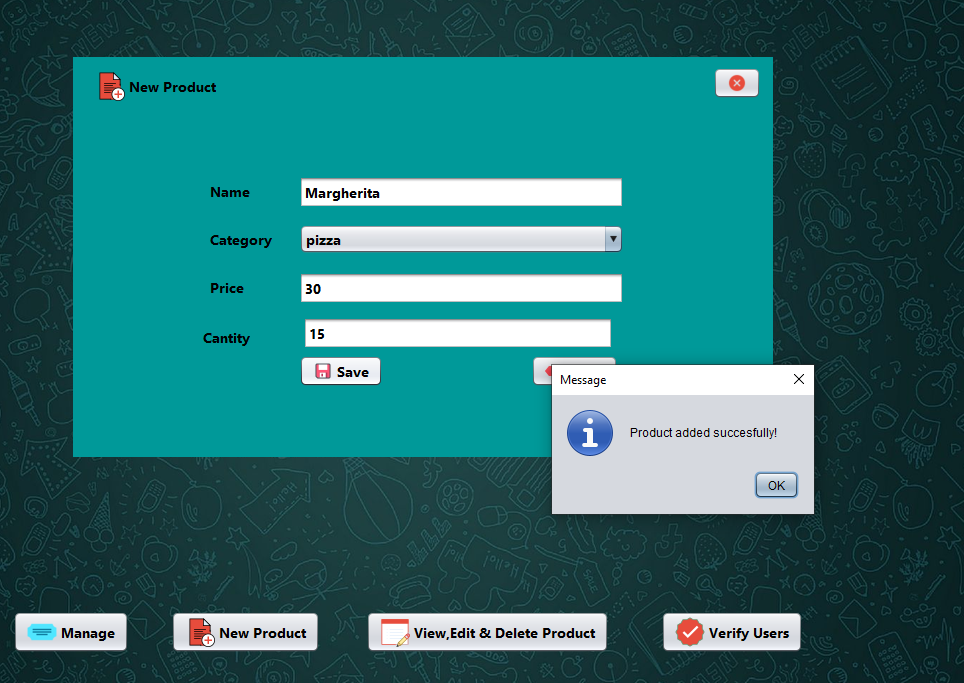 New Product
Name
Margherita
Category
pizza
Price
30
Cantity
15
Save
Message
Product added succesfully!
OK
Manage
New Product
View,Edit & Delete Product
Verify Users